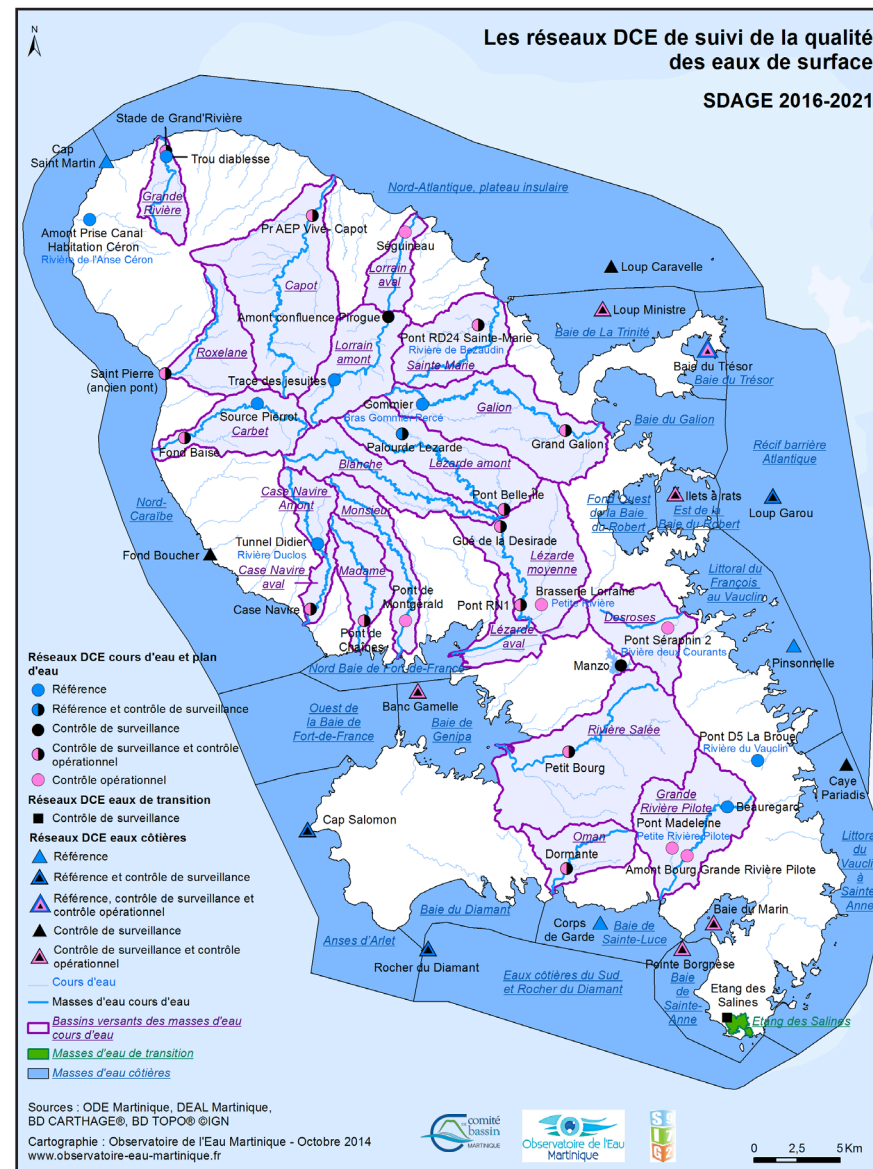 Les réseaux DCE de suivi de la qualité
des eaux de surface
SDAGE 2016-2021
N
Stade de Grand'Rivière
Cap
Saint Martin
Trou diablesse
Grande
Rivière
Nord-Atlantique, plateau insulaire
Amont Prise Canal
Habitation Céron
Rivière de l'Anse Céron
Pr AEP Vivé - Capot
Séguineau
Lorrain
aval
Loup Caravelle
Capot
Loup Ministre
Amont confluence Pirogue
Baie de La Trinité
Pont RD24 Sainte-Marie
Rivière de Bezaudin
Sainte Marie
Roxelane
Lorrain
amont
Baie du Trésor
Baie du Trésor
Saint Pierre
(ancien pont)
Trace des jesuites
Source Pierrot
Carbet
Gommier
Bras Gommier Percé
Galion
Baie du Galion
Fond Baise
Palourde Lézarde
Grand Galion
Récif barrière
Atlantique
Blanche
Lézarde amont
Nord-
Caraïbe
Case Navire
Amont
Monsieur
Pont Belle-Ile
Fond Ouest
de la Baie
du Robert
Ilets à rats
Est de la
Baie du Robert
Loup Garou
Gué de la Desirade
Tunnel Didier
Rivière Duclos
Fond Boucher
Case Navire
aval
Madame
Lézarde
moyenne
Littoral du
François
au Vauclin
Case Navire
Pont de
Montgérald
Pont RN1
Brasserie Lorraine
Petite Rivière
Desroses
Pont de
Chaînes
Lézarde
aval
Pont Séraphin 2
Rivière deux Courants
Pinsonnelle
Nord Baie de Fort-de-France
Manzo
Ouest de
la Baie de
Fort-de-France
Banc Gamelle
Baie de
Genipa
Rivière Salée
Pont D5 La Broue
Rivière du Vauclin
Petit Bourg
Caye
Pariadis
Grande
Rivière Pilote
Beauregard
Cap Salomon
Pont Madeleine
Petite Rivière Pilote
Oman
Dormante
Amont Bourg Grande Rivière Pilote
Littoral
du
Vauclin
à
Sainte-
Anne
Baie du Diamant
Baie du Marin
Corps
de Garde
Baie de
Sainte-Luce
Anses d'Arlet
Rocher du Diamant
Pointe Borgnèse
Baie
de
Sainte-
Anne
Eaux côtières du Sud
et Rocher du Diamant
Etang des
Salines
Etang des Salines
Réseaux DCE cours d'eau et plan
d'eau
Référence
Référence et contrôle de surveillance
Contrôle de surveillance
Contrôle de surveillance et contrôle
opérationnel
Contrôle opérationnel
Réseaux DCE eaux de transition
Contrôle de surveillance
Réseaux DCE eaux côtières
Référence
Référence et contrôle de surveillance
Référence, contrôle de surveillance et
contrôle opérationnel
Contrôle de surveillance
Contrôle de surveillance et contrôle
opérationnel
Cours d'eau
Masses d'eau cours d'eau
Bassins versants des masses d'eau
cours d'eau
Masses d'eau de transition
Masses d'eau côtières
Sources : ODE Martinique, DEAL Martinique,
BD CARTHAGE®, BD TOPO® ©IGN
Cartographie : Observatoire de l'Eau Martinique - Octobre 2014
www.observatoire-eau-martinique.fr
comité
bassin
MARTINIQUE
Observatoire de l'Eau
Martinique
0 2,5 5 Km